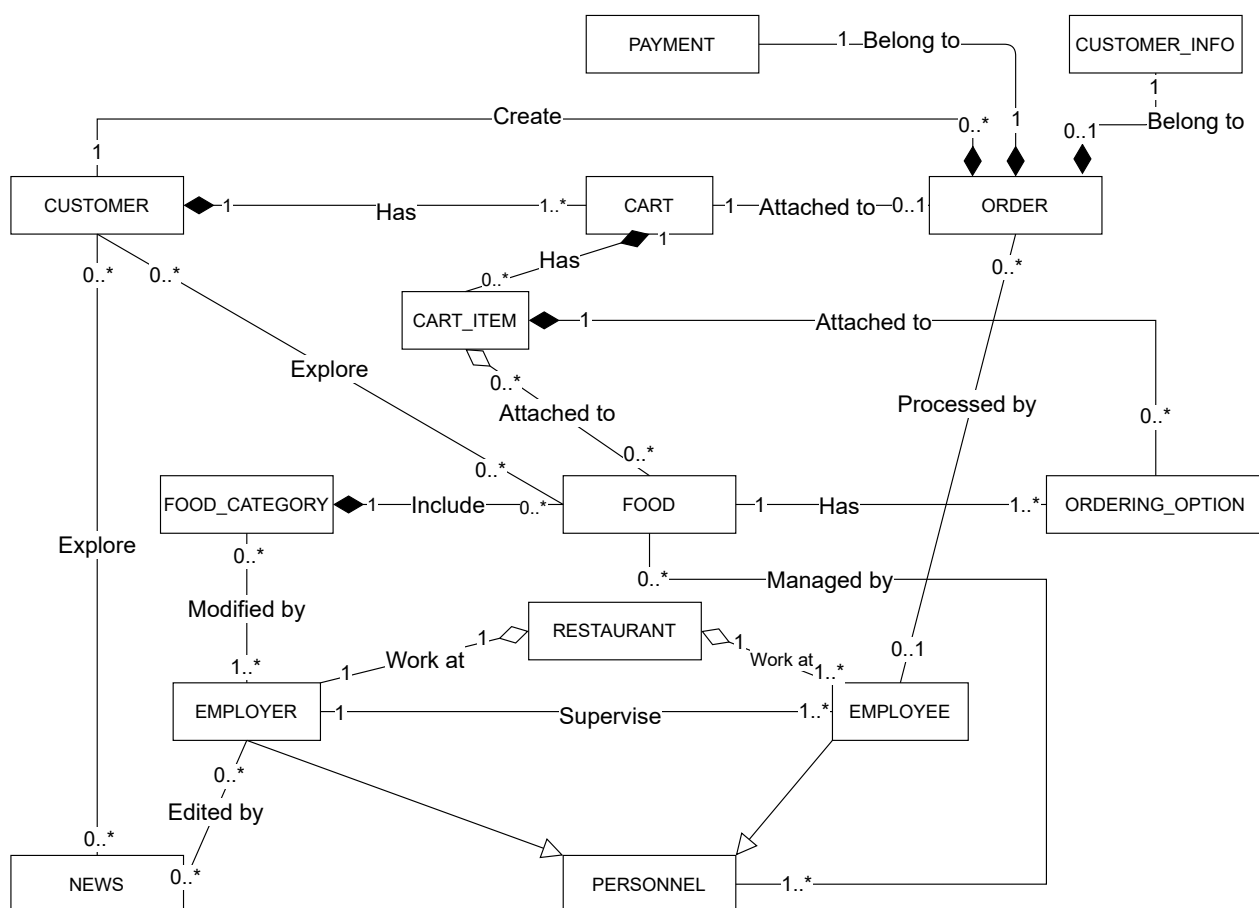 PAYMENT 1 Belong to CUSTOMER_INFO
1
Create 0..* 1 0..1 Belong to
1
CUSTOMER 1 Has 1..* CART 1 Attached to 0..1 ORDER
1
0..* 0..* Has 0..*
0..*
CART_ITEM 1 Attached to
Explore 0..*
Attached to Processed by 0..*
0..* 0..*
FOOD_CATEGORY 1 Include 0..* FOOD 1 Has 1..* ORDERING_OPTION
Explore
0..* 0..* Managed by
Modified by RESTAURANT
1 1
1..* 1 Work at Work at 1..* 0..1
EMPLOYER 1 Supervise 1..* EMPLOYEE
0..*
Edited by
0..*
NEWS 0..* PERSONNEL 1..*